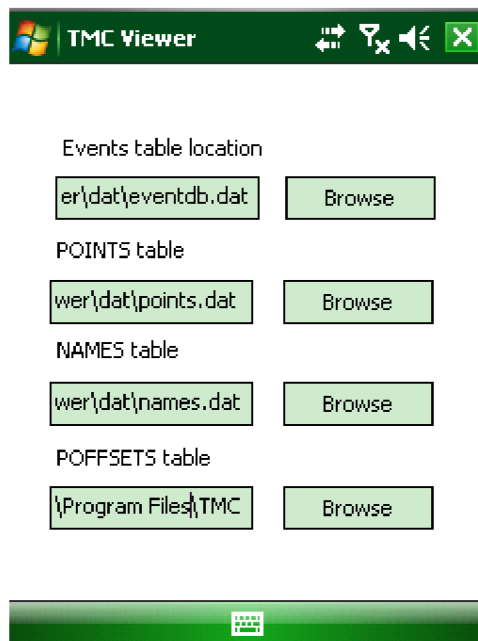 TMC Viewer
Events table location
er\dat\eventdb.dat Browse
POINTS table
wer\dat\points.dat Browse
NAMES table
wer\dat\names.dat Browse
POFFSETS table
\Program Files\TMC Browse